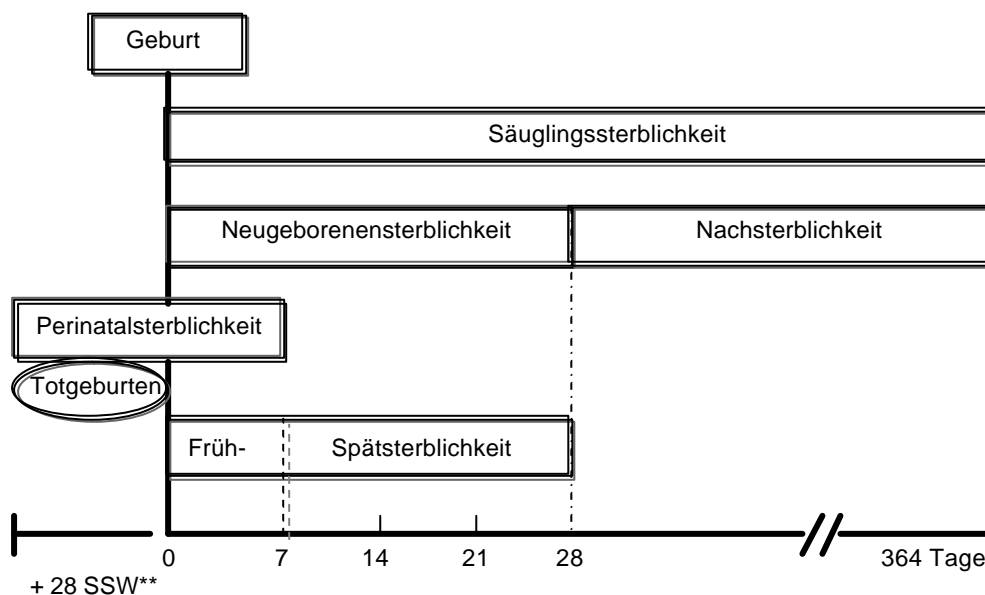 Geburt
Säuglingssterblichkeit
Neugeborenensterblichkeit Nachsterblichkeit
Perinatalsterblichkeit
Totgeburten
Früh- Spätsterblichkeit
0 7 14 21 28 364 Tage
+ 28 SSW**